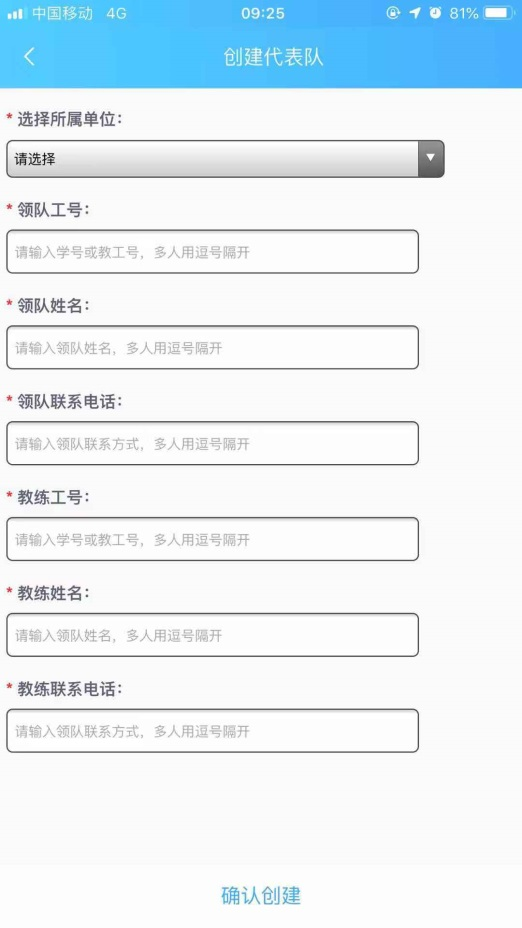 中国移动 4G 09:25 81%
创建代表队
* 选择所属单位：
请选择
* 领队工号：
请输入学号或教工号，多人用逗号隔开
* 领队姓名：
请输入领队姓名，多人用逗号隔开
* 领队联系电话：
请输入领队联系方式，多人用逗号隔开
* 教练工号：
请输入学号或教工号，多人用逗号隔开
* 教练姓名：
请输入领队姓名，多人用逗号隔开
* 教练联系电话：
请输入领队联系方式，多人用逗号隔开
确认创建